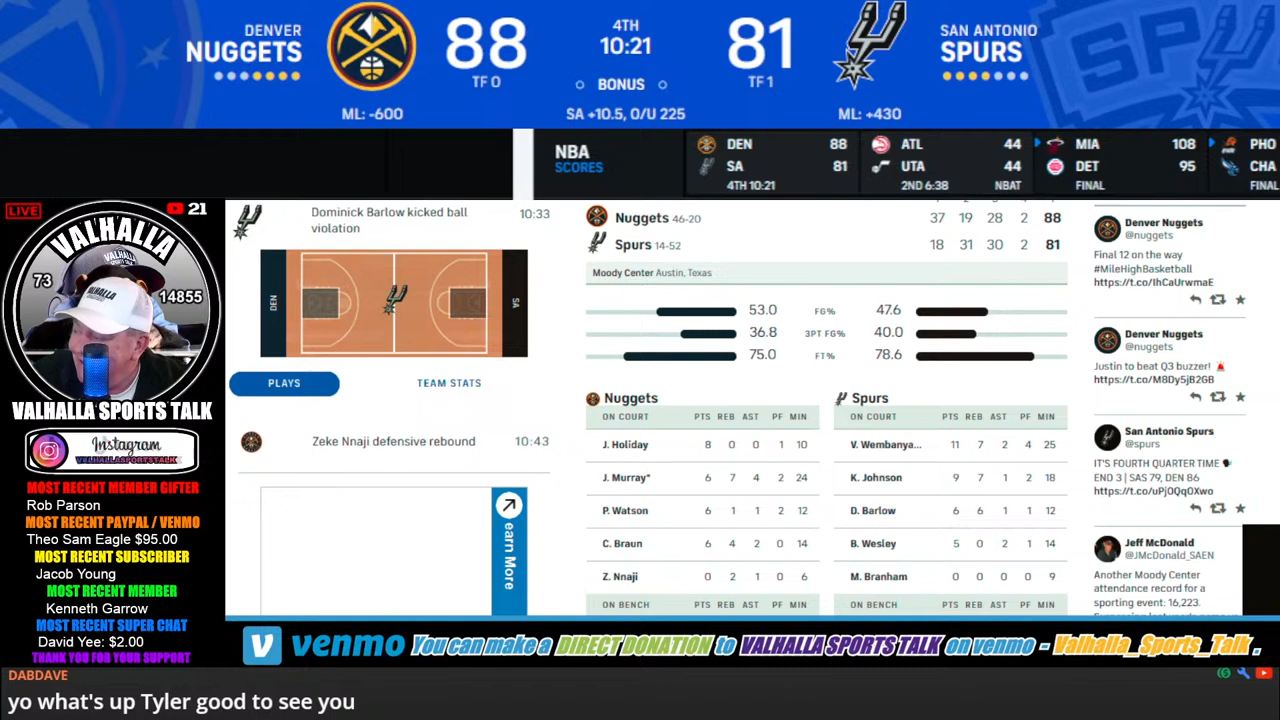 DENVER
NUGGETS
88
TF 0
4TH
10:21
BONUS
81
TF 1
SAN ANTONIO
SPURS
ML: -600
SA +10.5, O/U 225
ML: +430
NBA
SCORES
DEN 88
SA 81
4TH 10:21
ATL 44
UTA 44
2ND 6:38 NBAT
MIA 108
DET 95
FINAL
PHO
CHA
FINAL
LIVE
21
VALHALLA
73
14855
VALHALLA SPORTS TALK
Instagram
VALHALLASPORTSTALK
MOST RECENT MEMBER GIFTER
Rob Parson
MOST RECENT PAYPAL / VENMO
Theo Sam Eagle $95.00
MOST RECENT SUBSCRIBER
Jacob Young
MOST RECENT MEMBER
Kenneth Garrow
MOST RECENT SUPER CHAT
David Yee: $2.00
THANK YOU FOR YOUR SUPPORT
Dominick Barlow kicked ball
violation
10:33
DEN
SA
PLAYS
TEAM STATS
Zeke Nnaji defensive rebound 10:43
earn More
Nuggets 46-20 37 19 28 2 88
Spurs 14-52 18 31 30 2 81
Moody Center Austin, Texas
53.0 FG% 47.6
36.8 3PT FG% 40.0
75.0 FT% 78.6
Nuggets
ON COURT PTS REB AST PF MIN
J. Holiday 8 0 0 1 10
J. Murray* 6 7 4 2 24
P. Watson 6 1 1 2 12
C. Braun 6 4 2 0 14
Z. Nnaji 0 2 1 0 6
ON BENCH PTS REB AST PF MIN
Spurs
ON COURT PTS REB AST PF MIN
V. Wembanya... 11 7 2 4 25
K. Johnson 9 7 1 2 18
D. Barlow 6 6 1 1 12
B. Wesley 5 0 2 1 14
M. Branham 0 0 0 0 9
ON BENCH PTS REB AST PF MIN
Denver Nuggets
@nuggets
Final 12 on the way
#MileHighBasketball
https://t.co/IhCaUrwmaE
Denver Nuggets
@nuggets
Justin to beat Q3 buzzer!
https://t.co/M8Dy5jB2GB
San Antonio Spurs
@spurs
IT'S FOURTH QUARTER TIME
END 3 | SAS 79, DEN 86
https://t.co/uPjOQqOXwo
Jeff McDonald
@JMcDonald_SAEN
Another Moody Center
attendance record for a
sporting event: 16,223.
venmo You can make a DIRECT DONATION to VALHALLA SPORTS TALK on venmo - Valhalla_Sports_Talk .
DABDAVE
yo what's up Tyler good to see you